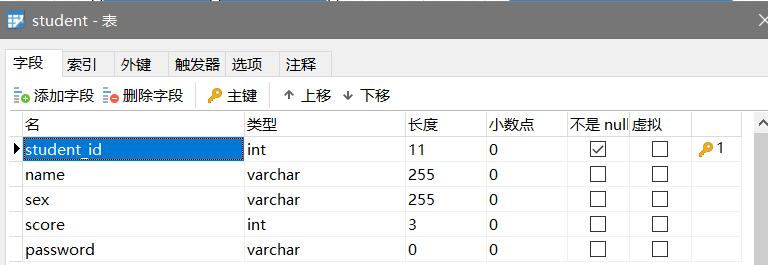 student - 表
字段 索引 外键 触发器 选项 注释
添加字段 删除字段 主键 上移 下移
名 类型 长度 小数点 不是 null 虚拟
student_id int 11 0 1
name varchar 255 0
sex varchar 255 0
score int 3 0
password varchar 0 0